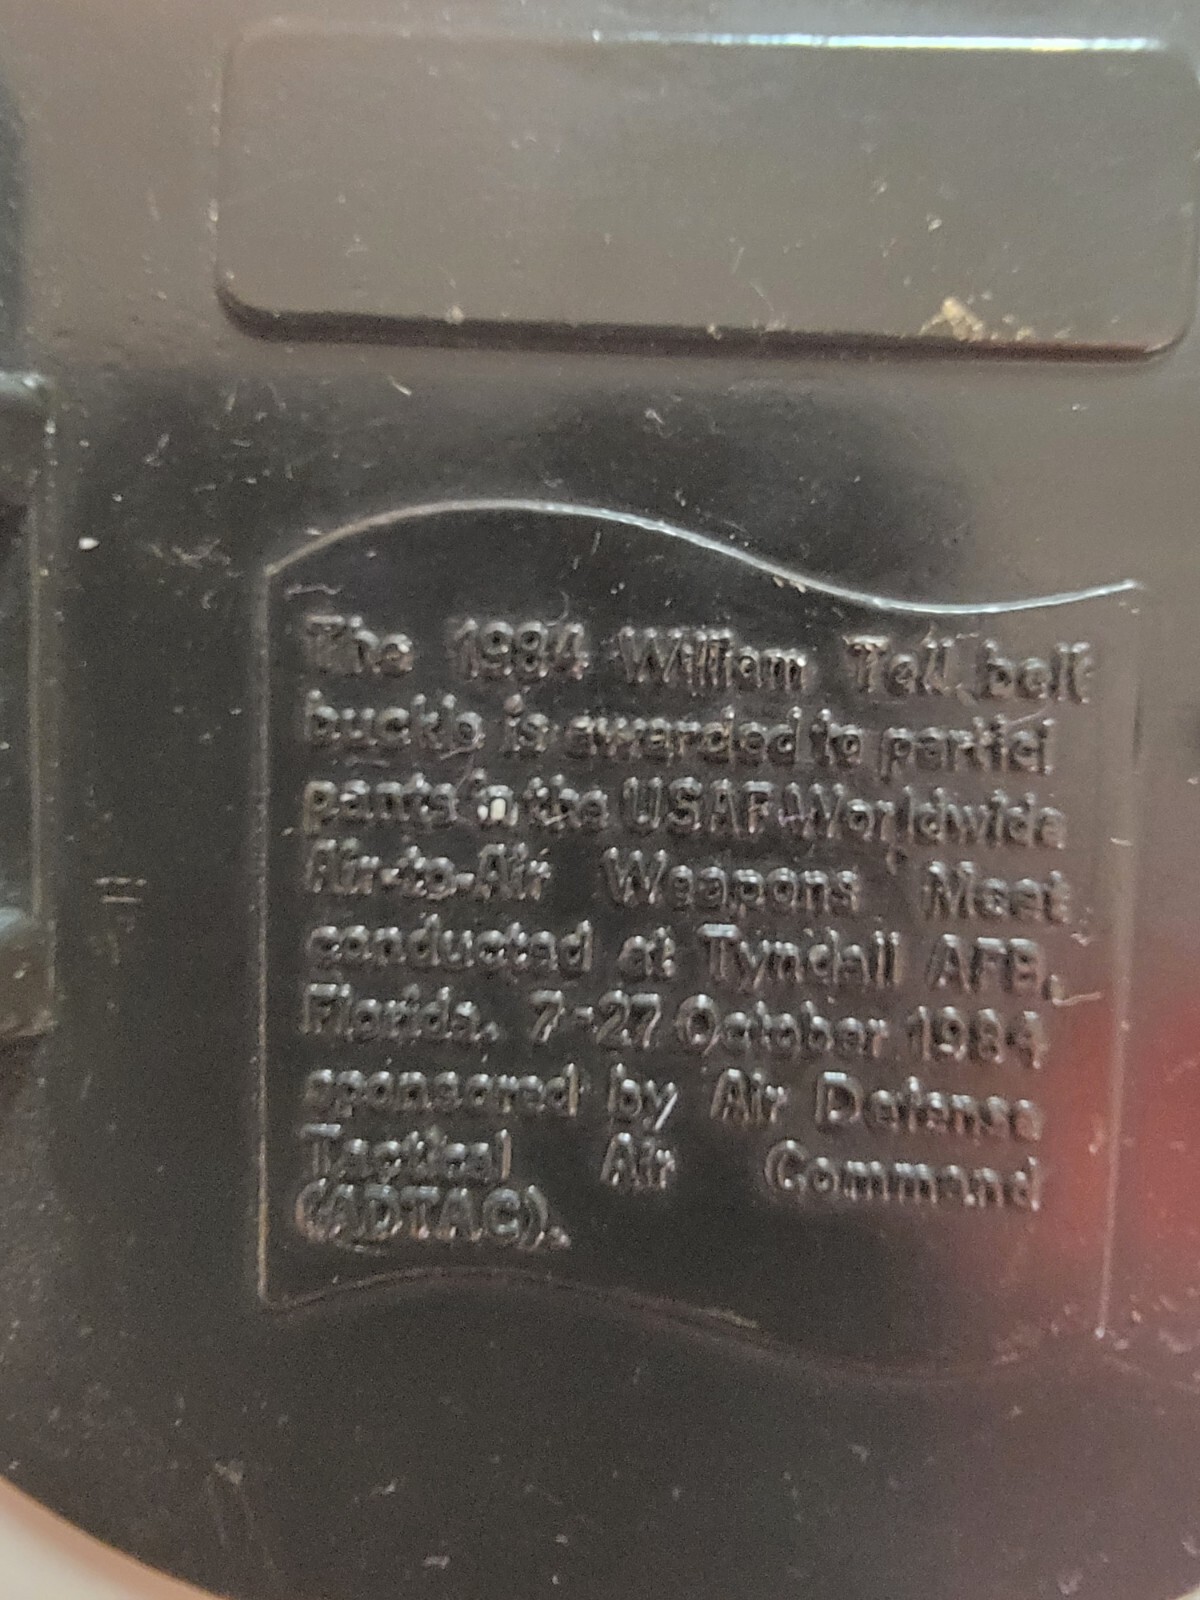 The 1984 William Tell belt
buckle is awarded to partici
pants in the USAF Worldwide
Air-to-Air Weapons Meet
conducted at Tyndall AFB,
Florida, 7-27 October 1984
sponsored by Air Defense
Tactical Air Command
(ADTAC).